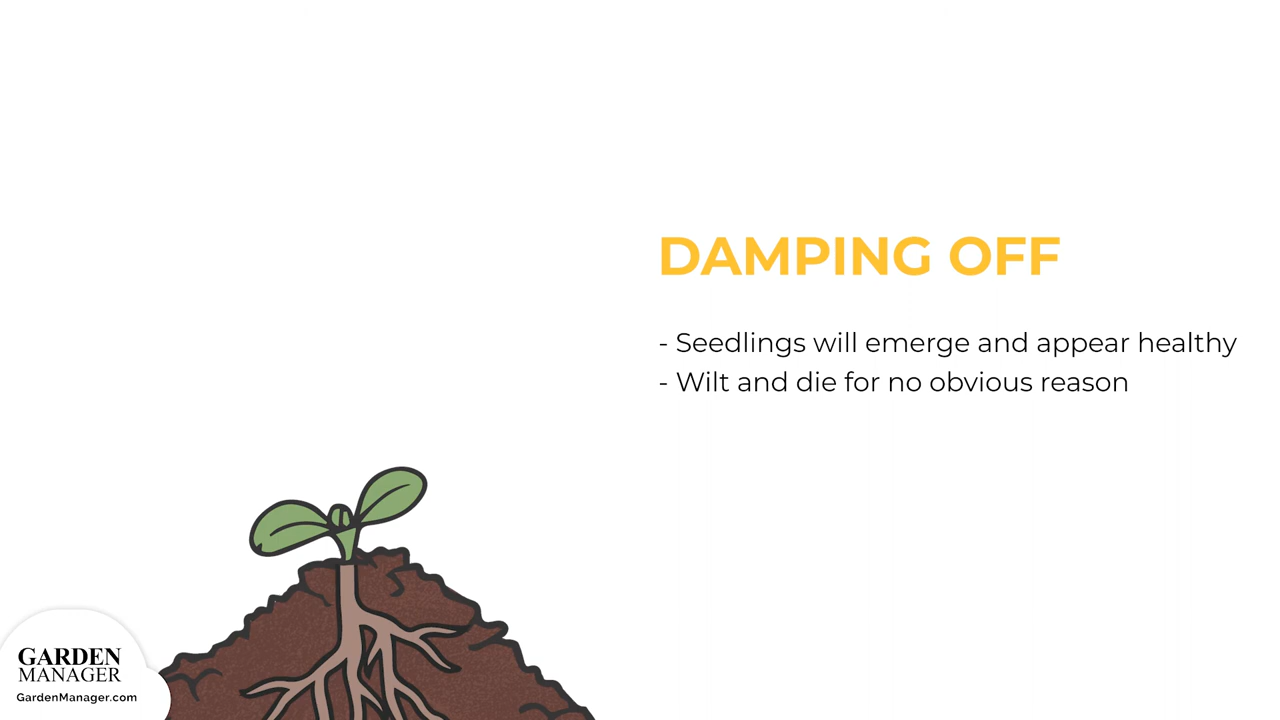 DAMPING OFF
- Seedlings will emerge and appear healthy
- Wilt and die for no obvious reason
GARDEN
MANAGER
GardenManager.com